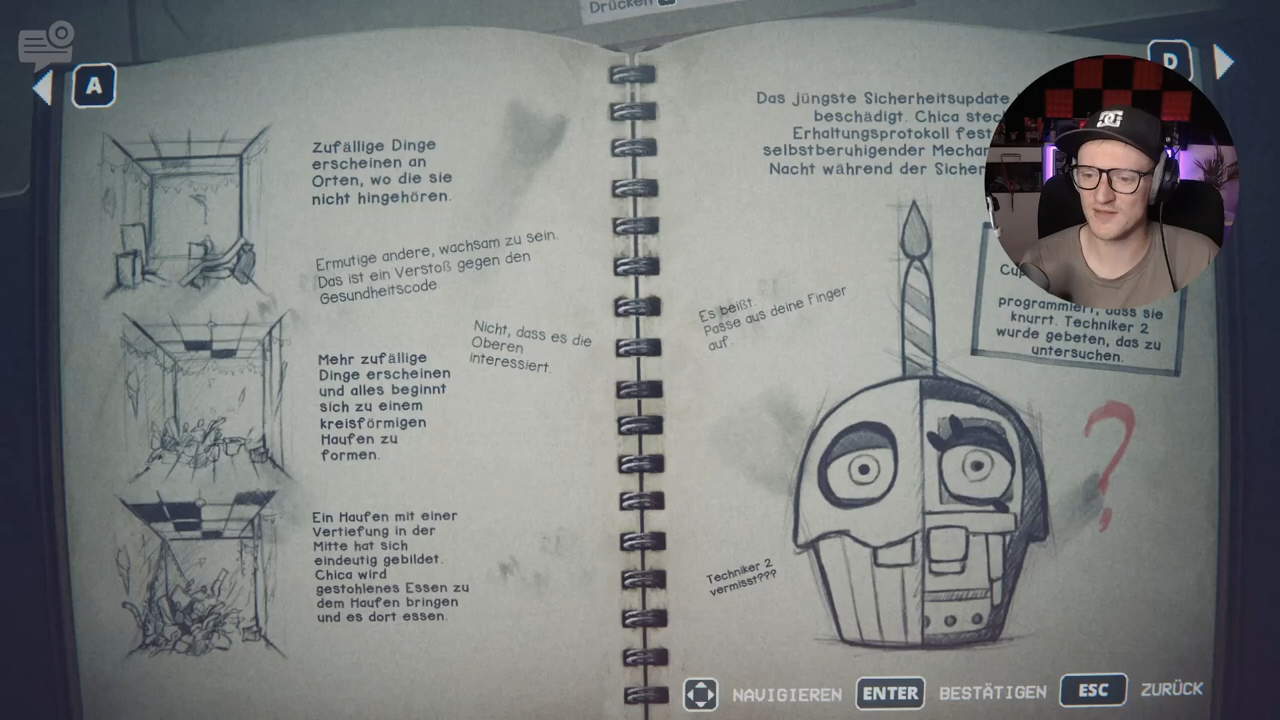 Drücken
A
D
Zufällige Dinge
erscheinen an
Orten, wo die sie
nicht hingehören.
Ermutige andere, wachsam zu sein.
Das ist ein Verstoß gegen den
Gesundheitscode
Nicht, dass es die
Oberen
interessiert.
Mehr zufällige
Dinge erscheinen
und alles beginnt
sich zu einem
kreisförmigen
Haufen zu
formen.
Ein Haufen mit einer
Vertiefung in der
Mitte hat sich
eindeutig gebildet.
Chica wird
gestohlenes Essen zu
dem Haufen bringen
und es dort essen.
Das jüngste Sicherheitsupdate
beschädigt. Chica
Erhaltungsprotokoll fest
selbstberuhigender
Nacht während der
Es beißt.
Passe aus deine Finger
auf.
programmiert, dass sie
knurrt. Techniker 2
wurde gebeten, das zu
untersuchen.
?
Techniker 2
vermisst???
NAVIGIEREN ENTER BESTÄTIGEN ESC ZURÜCK